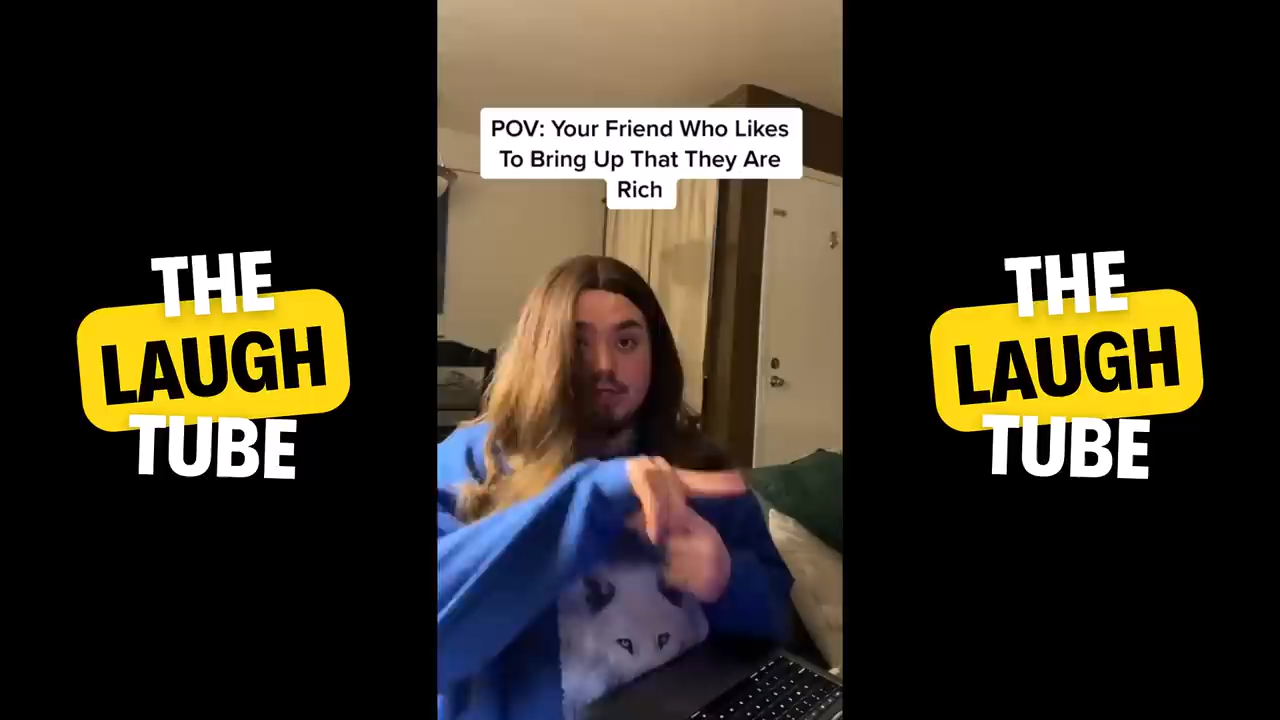 POV: Your Friend Who Likes
To Bring Up That They Are
Rich
THE
LAUGH
TUBE
THE
LAUGH
TUBE